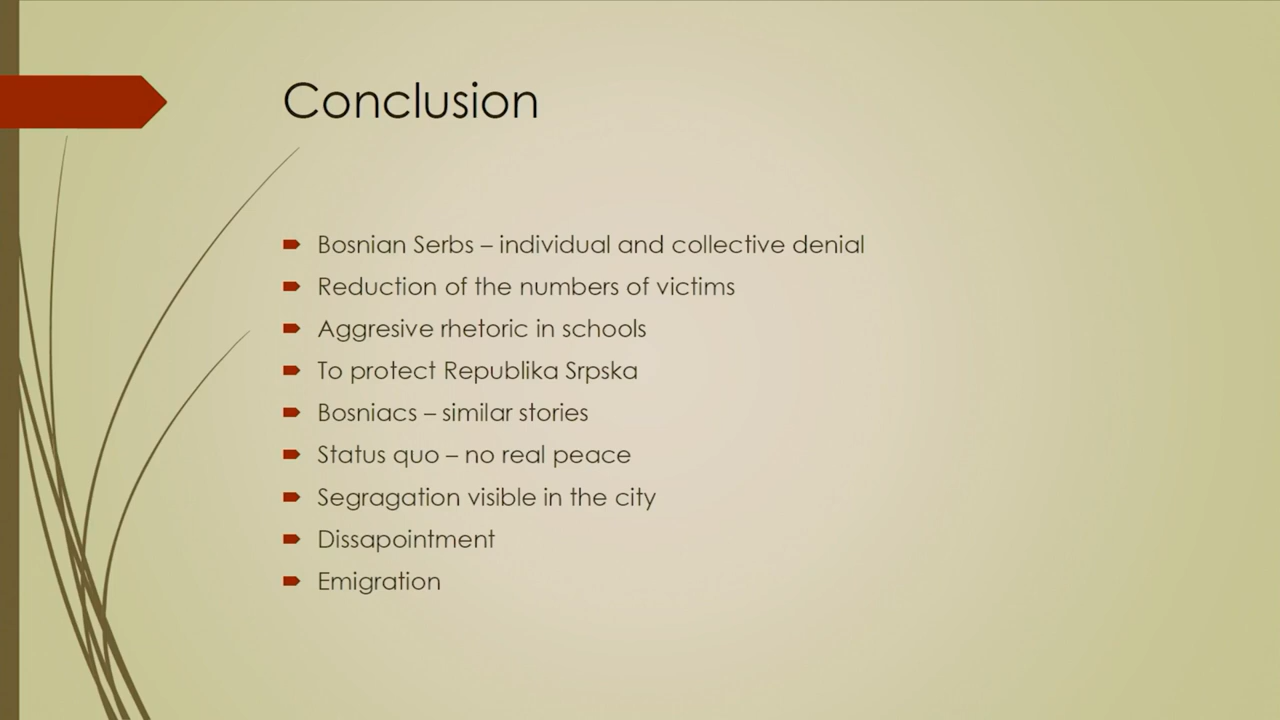 Conclusion
Bosnian Serbs – individual and collective denial
Reduction of the numbers of victims
Aggresive rhetoric in schools
To protect Republika Srpska
Bosniacs – similar stories
Status quo – no real peace
Segragation visible in the city
Dissapointment
Emigration